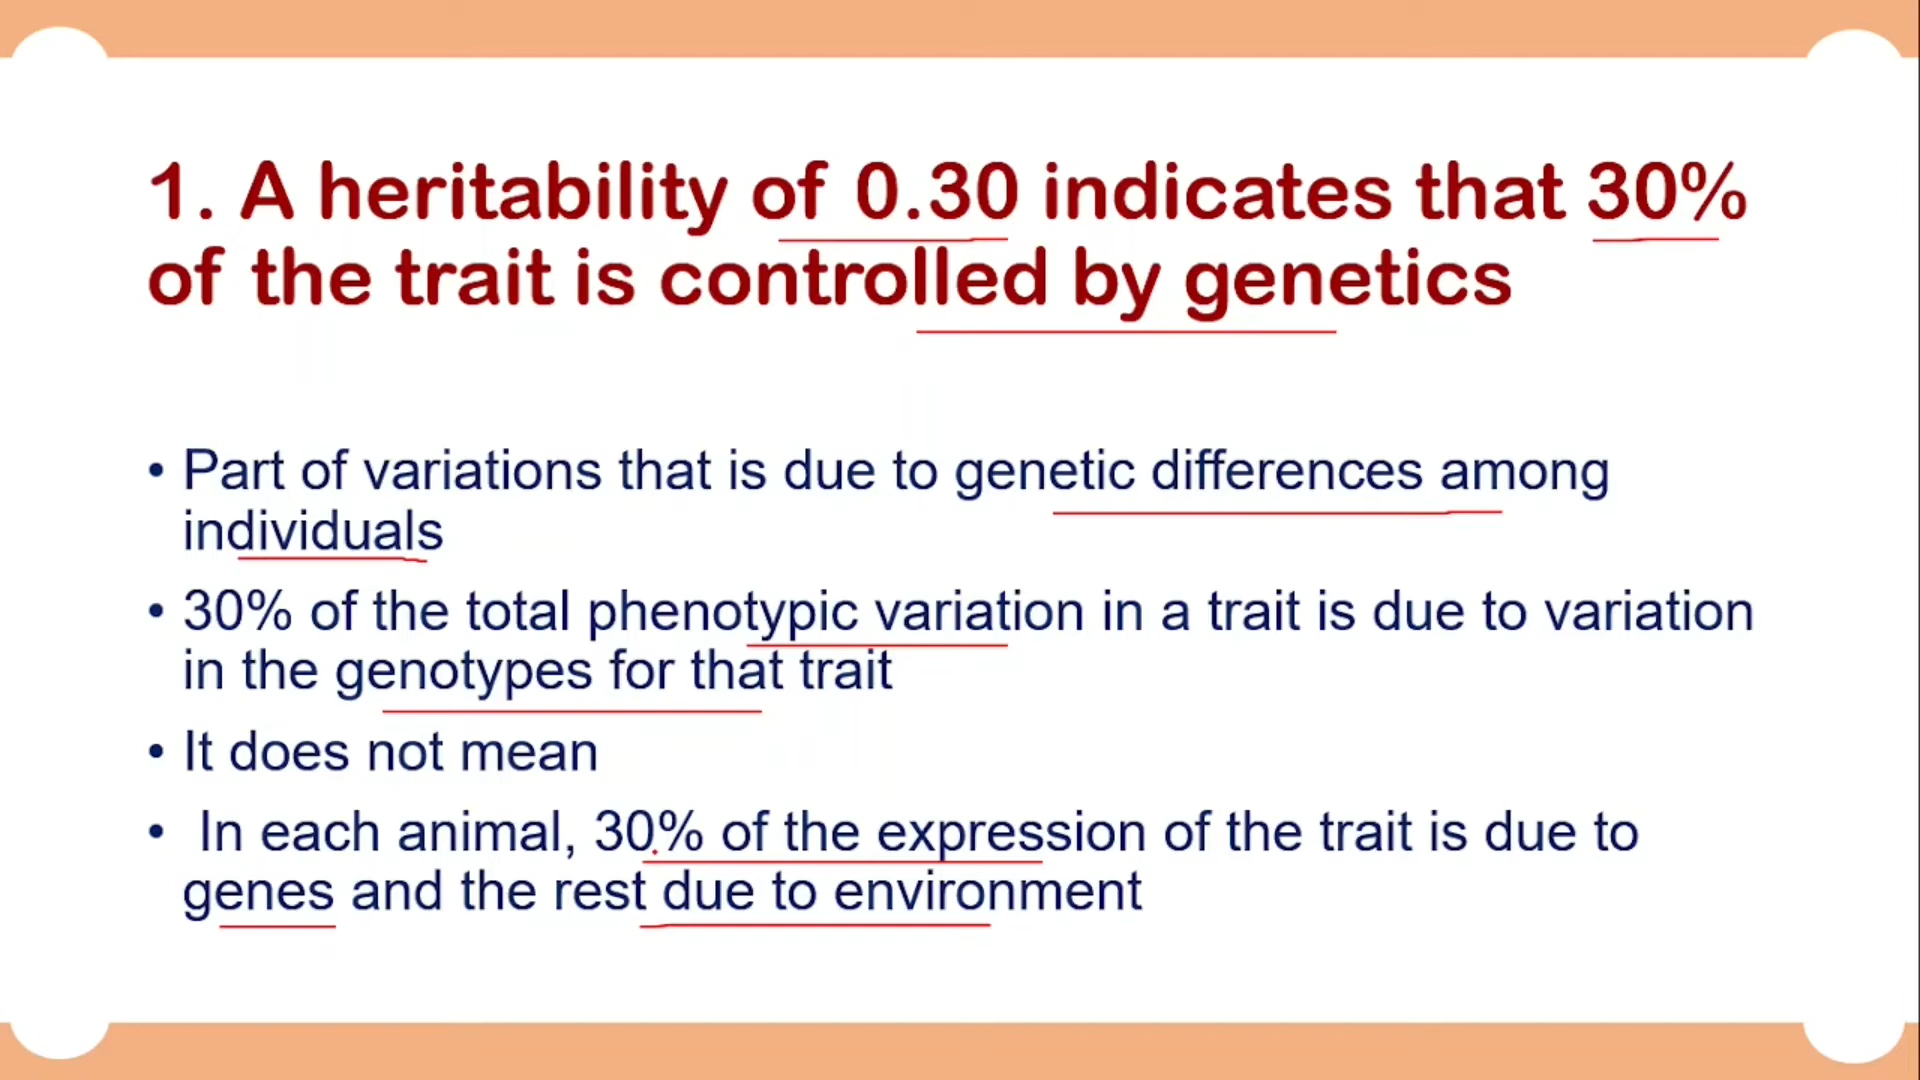 1. A heritability of 0.30 indicates that 30%
of the trait is controlled by genetics
• Part of variations that is due to genetic differences among
individuals
• 30% of the total phenotypic variation in a trait is due to variation
in the genotypes for that trait
• It does not mean
• In each animal, 30% of the expression of the trait is due to
genes and the rest due to environment